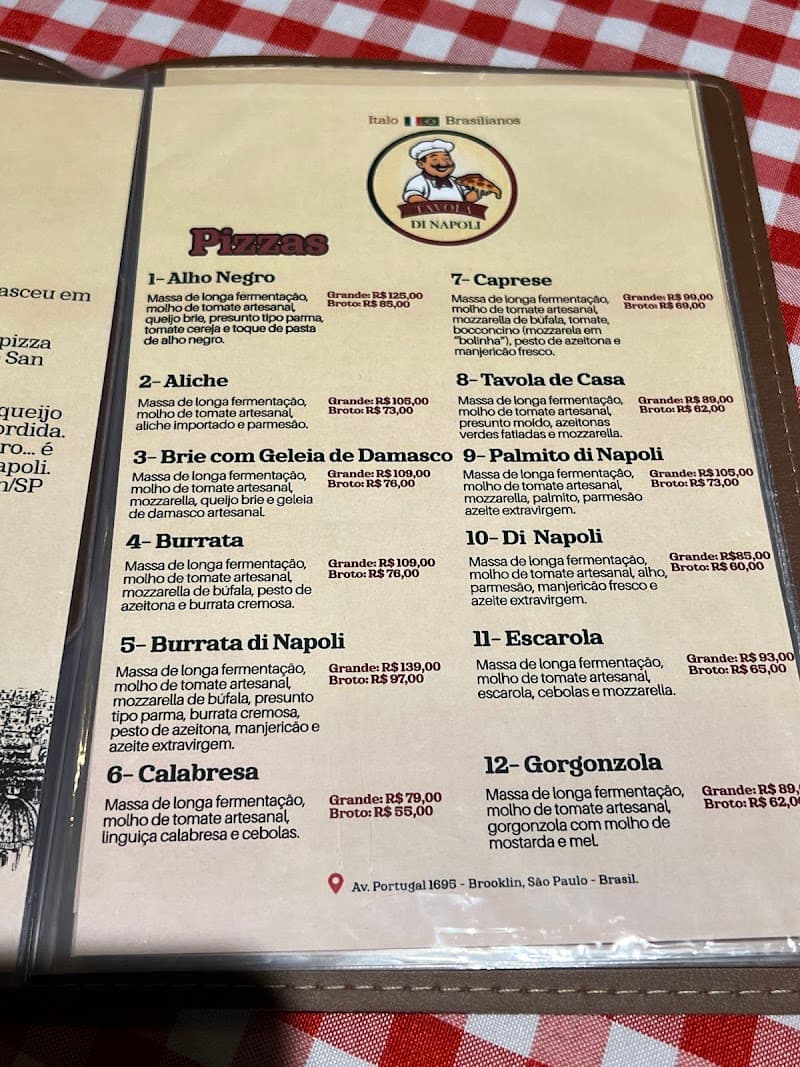 asceu em
pizza
San
queijo
ordida.
ro... é
apoli.
n/SP
Italo Brasilianos
TAVOLA
DI NAPOLI
Pizzas
1- Alho Negro
Massa de longa fermentação,
molho de tomate artesanal,
queijo brie, presunto tipo parma,
tomate cereja e toque de pasta
de alho negro.
Grande: R$ 125,00
Broto: R$ 85,00
2- Aliche
Massa de longa fermentação,
molho de tomate artesanal,
aliche importado e parmesão.
Grande: R$ 105,00
Broto: R$ 73,00
3- Brie com Geleia de Damasco
Massa de longa fermentação,
molho de tomate artesanal,
mozzarella, queijo brie e geleia
de damasco artesanal.
Grande: R$ 109,00
Broto: R$ 76,00
4- Burrata
Massa de longa fermentação,
molho de tomate artesanal,
mozzarella de búfala, pesto de
azeitona e burrata cremosa.
Grande: R$ 109,00
Broto: R$ 76,00
5- Burrata di Napoli
Massa de longa fermentação,
molho de tomate artesanal,
mozzarella de búfala, presunto
tipo parma, burrata cremosa,
pesto de azeitona, manjericão e
azeite extravirgem.
Grande: R$ 139,00
Broto: R$ 97,00
6- Calabresa
Massa de longa fermentação,
molho de tomate artesanal,
linguiça calabresa e cebolas.
Grande: R$ 79,00
Broto: R$ 55,00
7- Caprese
Massa de longa fermentação,
molho de tomate artesanal,
mozzarella de búfala, tomate,
bocconcino (mozzarela em
"bolinha"), pesto de azeitona e
manjericão fresco.
Grande: R$ 99,00
Broto: R$ 69,00
8- Tavola de Casa
Massa de longa fermentação,
molho de tomate artesanal,
presunto moído, azeitonas
verdes fatiadas e mozzarella.
Grande: R$ 89,00
Broto: R$ 62,00
9- Palmito di Napoli
Massa de longa fermentação,
molho de tomate artesanal,
mozzarella, palmito, parmesão
azeite extravirgem.
Grande: R$ 105,00
Broto: R$ 73,00
10- Di Napoli
Massa de longa fermentação,
molho de tomate artesanal, alho,
parmesão, manjericão fresco e
azeite extravirgem.
Grande: R$85,00
Broto: R$ 60,00
11- Escarola
Massa de longa fermentação,
molho de tomate artesanal,
escarola, cebolas e mozzarella.
Grande: R$ 93,00
Broto: R$ 65,00
12- Gorgonzola
Massa de longa fermentação,
molho de tomate artesanal,
gorgonzola com molho de
mostarda e mel.
Grande: R$ 89,
Broto: R$ 62,0
Av. Portugal 1695 - Brooklin, São Paulo - Brasil.